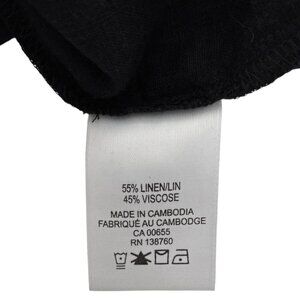 55% LINEN/LIN
45% VISCOSE
MADE IN CAMBODIA
FABRIQUÉ AU CAMBODGE
CA 00655
RN 138760